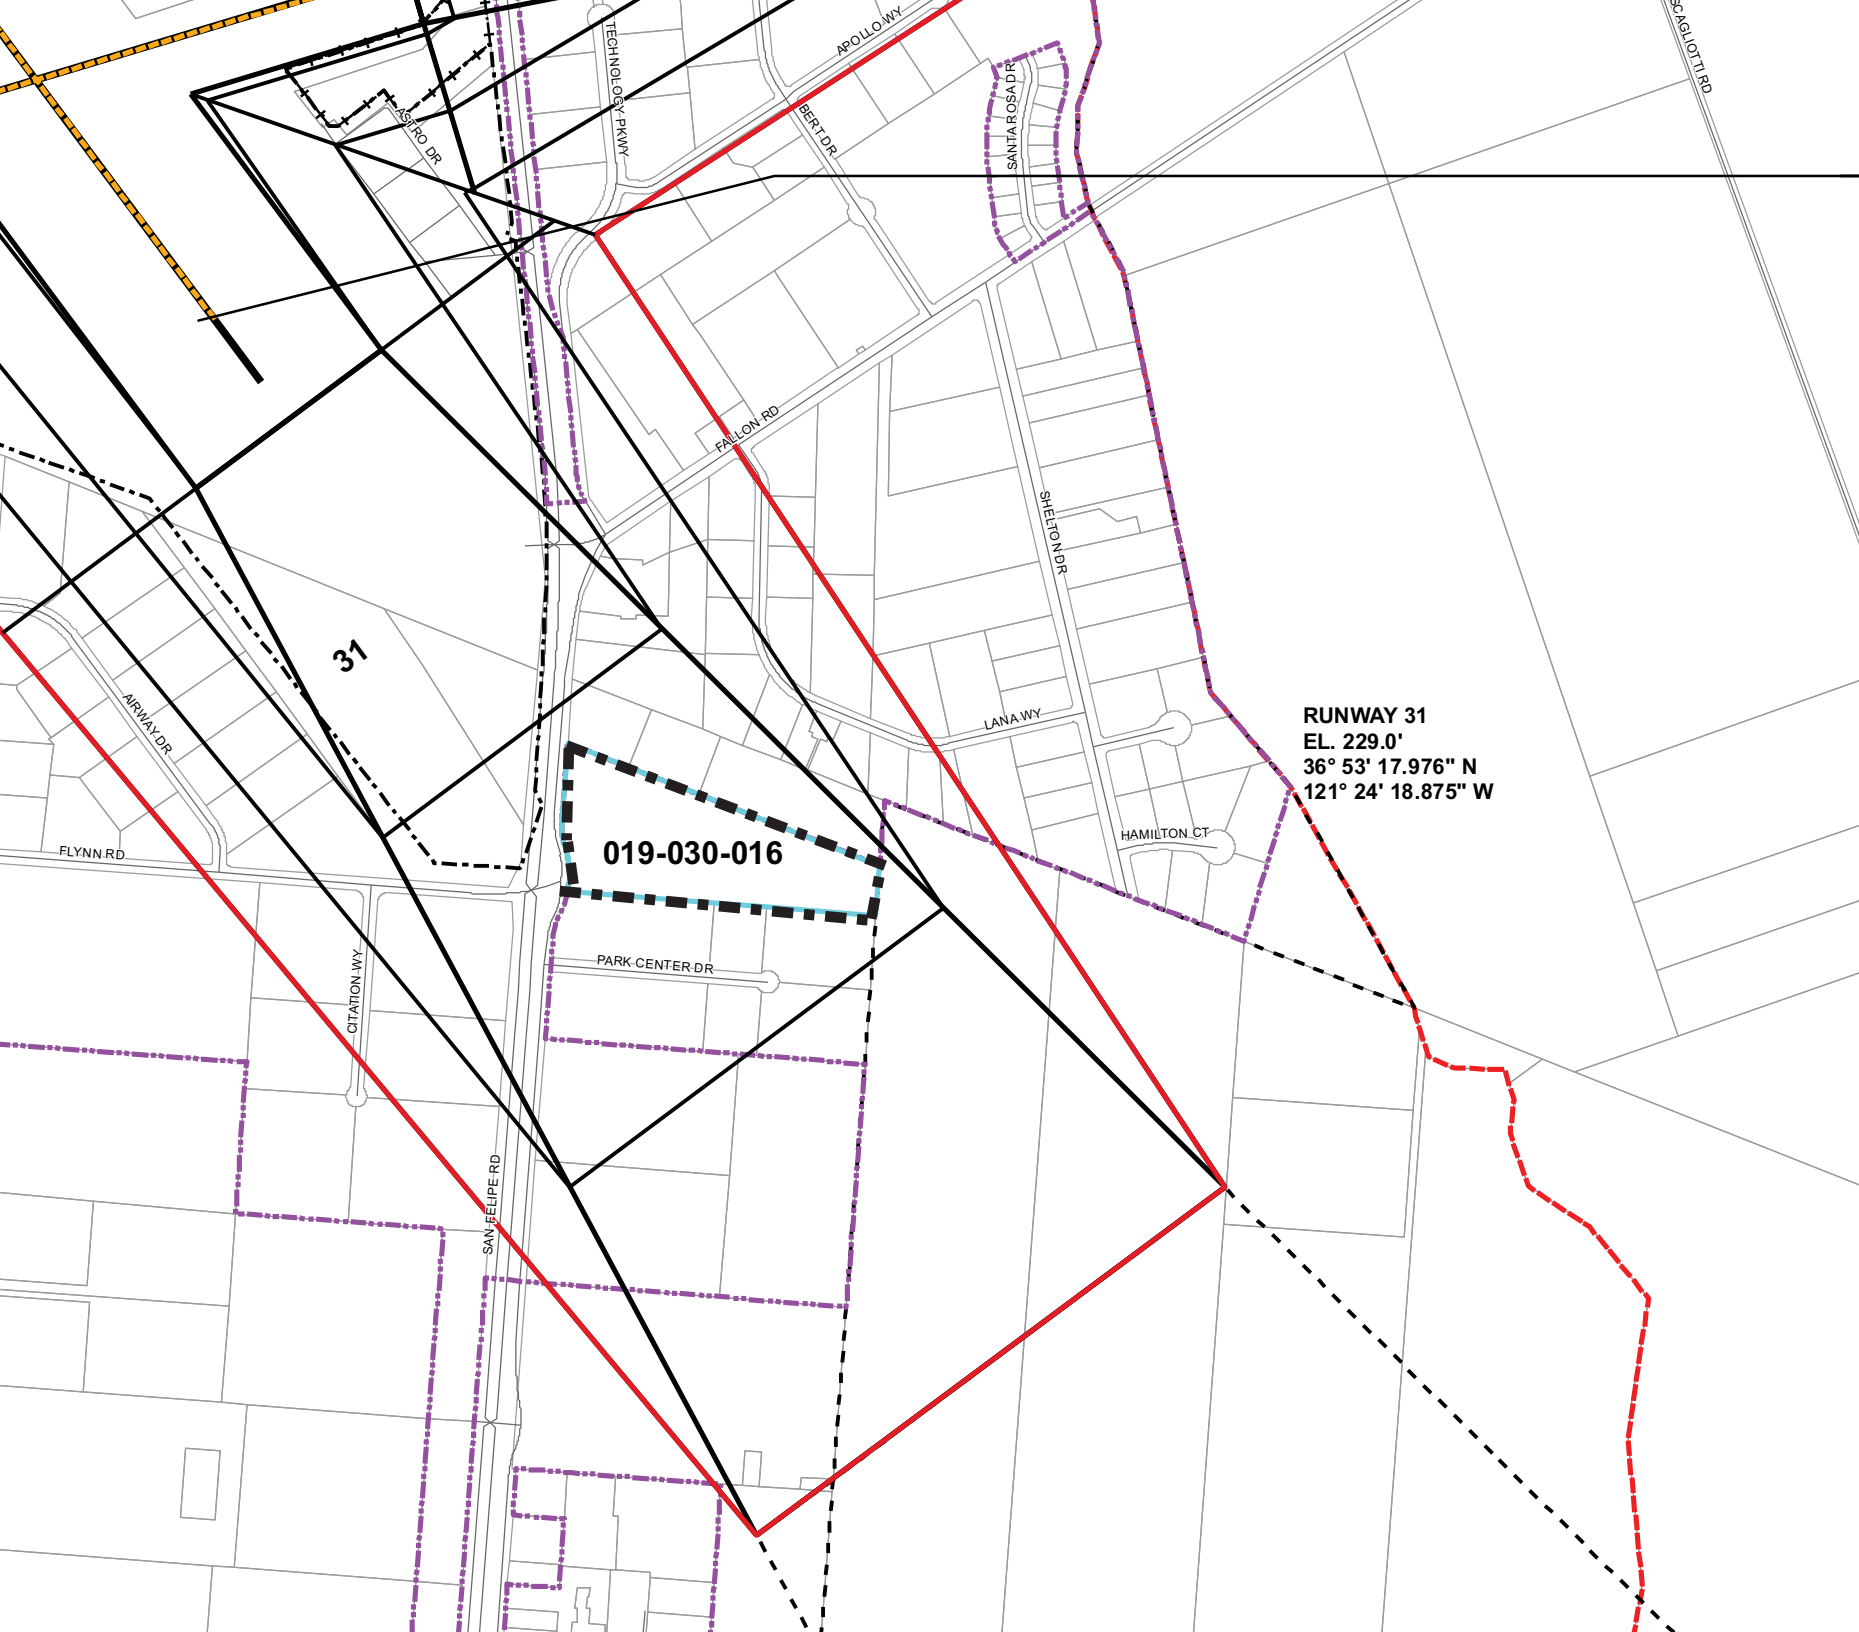 SCAGLIOTTI RD
APOLLO WY
TECHNOLOGY PKWY
ASTRO DR
BERT DR
SANTA ROSA DR
FALLON RD
SHELTON DR
31
AIRWAY DR
LANA WY
RUNWAY 31
EL. 229.0'
36° 53' 17.976" N
121° 24' 18.875" W
HAMILTON CT
019-030-016
FLYNN RD
PARK CENTER DR
CITATION WY
SAN FELIPE RD